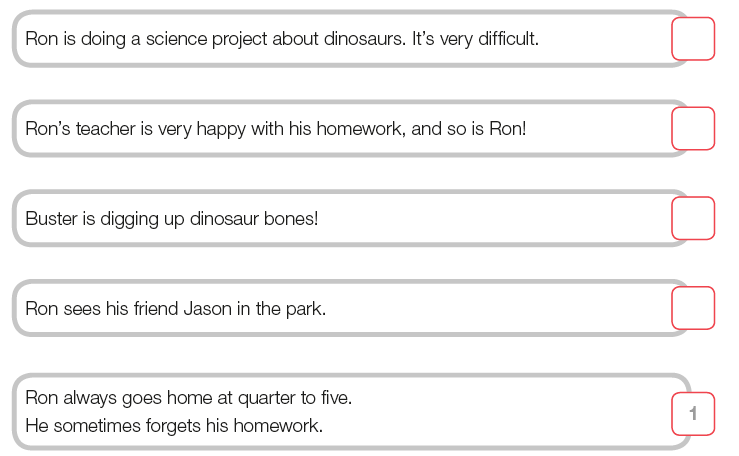 Ron is doing a science project about dinosaurs. It’s very difficult.
Ron’s teacher is very happy with his homework, and so is Ron!
Buster is digging up dinosaur bones!
Ron sees his friend Jason in the park.
Ron always goes home at quarter to five.
He sometimes forgets his homework.
1